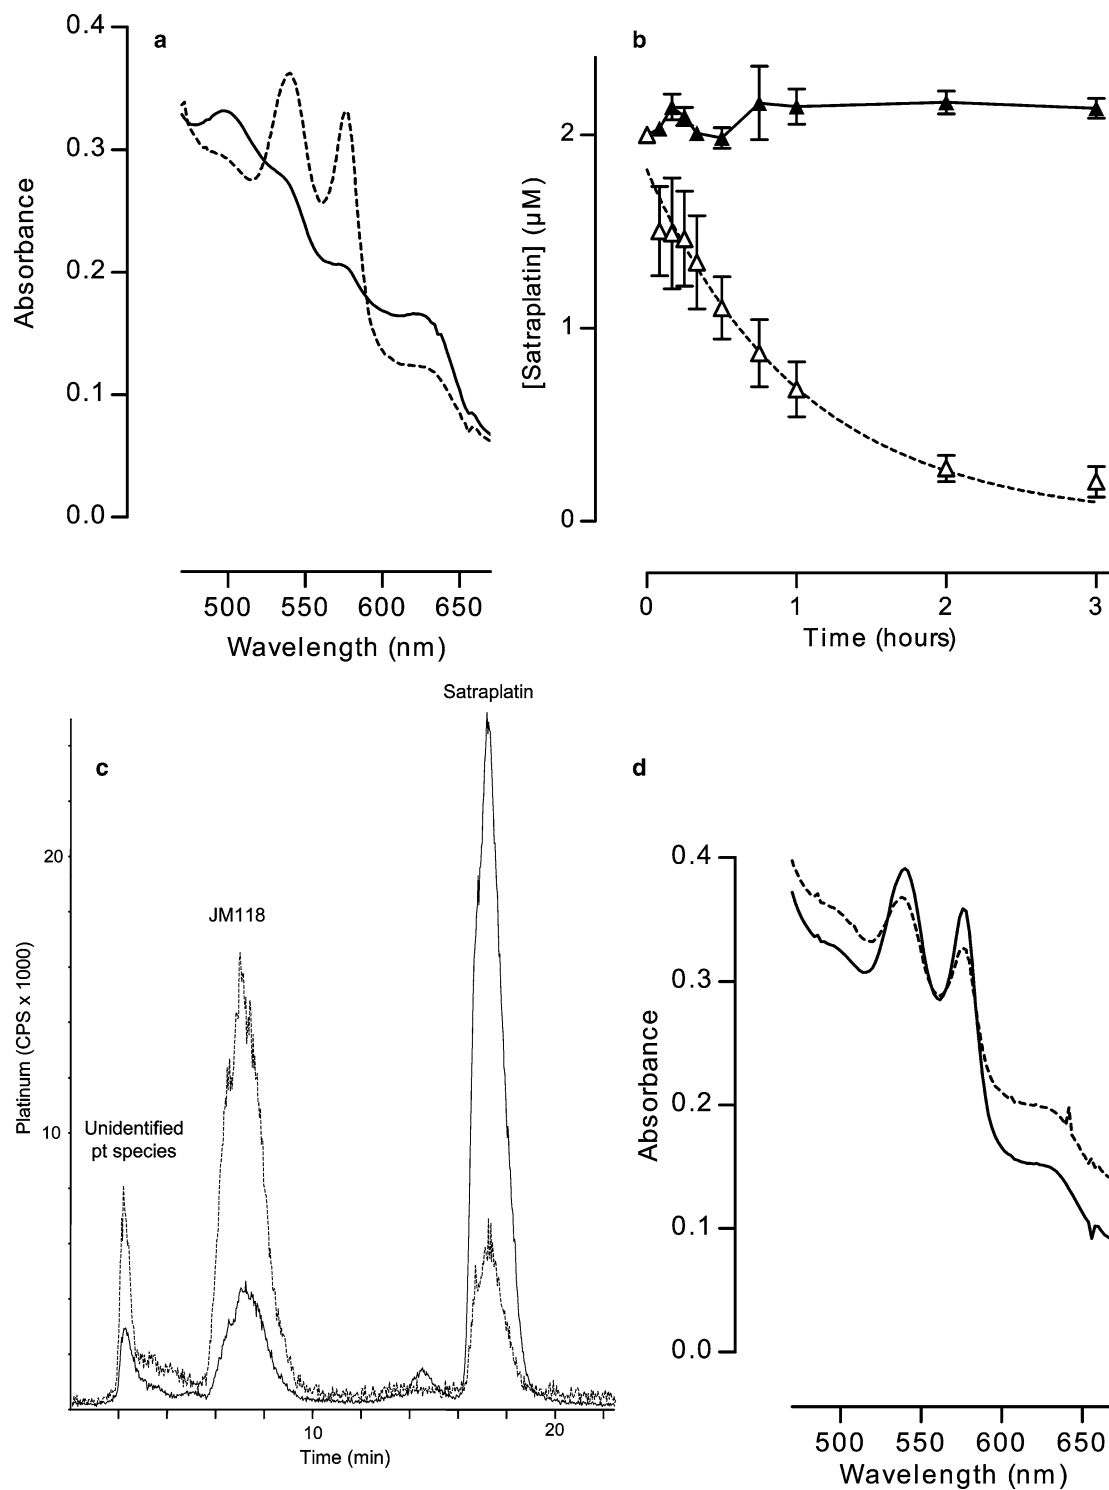 a
0.4
0.3
0.2
0.1
0.0
Absorbance
500 550 600 650
Wavelength (nm)
b
2
1
0
[Satraplatin] (µM)
0 1 2 3
Time (hours)
c
Satraplatin
JM118
Unidentified
pt species
20
10
Platinum (CPS x 1000)
10 20
Time (min)
d
0.4
0.3
0.2
0.1
0.0
Absorbance
500 550 600 650
Wavelength (nm)